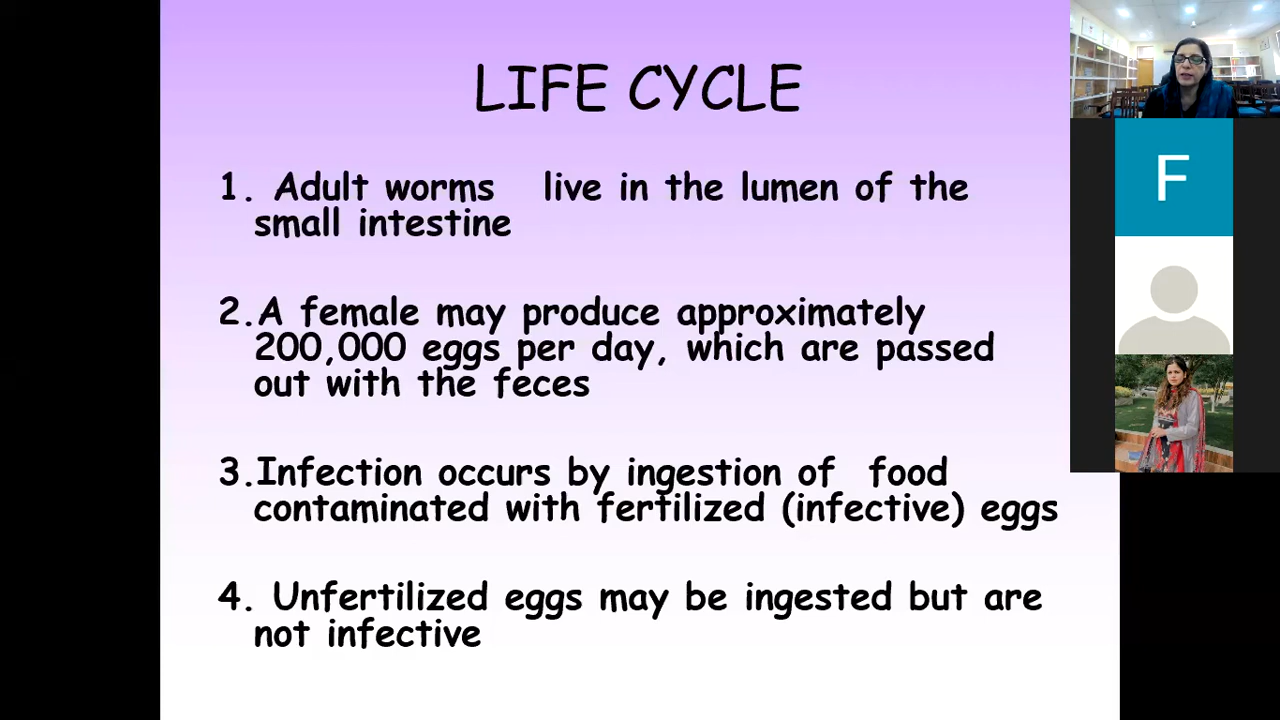 LIFE CYCLE
1. Adult worms live in the lumen of the
small intestine
2.A female may produce approximately
200,000 eggs per day, which are passed
out with the feces
3.Infection occurs by ingestion of food
contaminated with fertilized (infective) eggs
4. Unfertilized eggs may be ingested but are
not infective
F